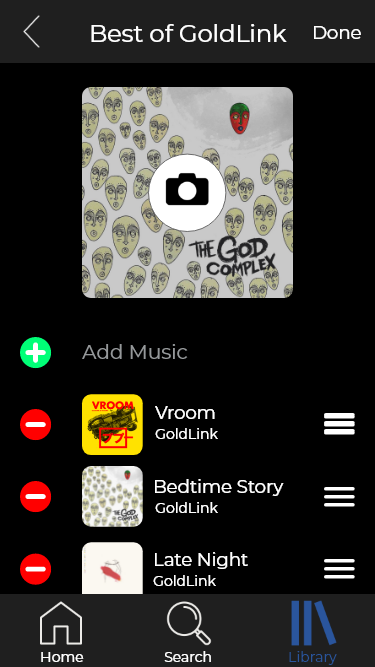 Best of GoldLink
Done
THE GOD
COMPLEX
Add Music
VROOM
Vroom
GoldLink
THE GOD
COMPLEX
Bedtime Story
GoldLink
Late Night
GoldLink
Home
Search
Library